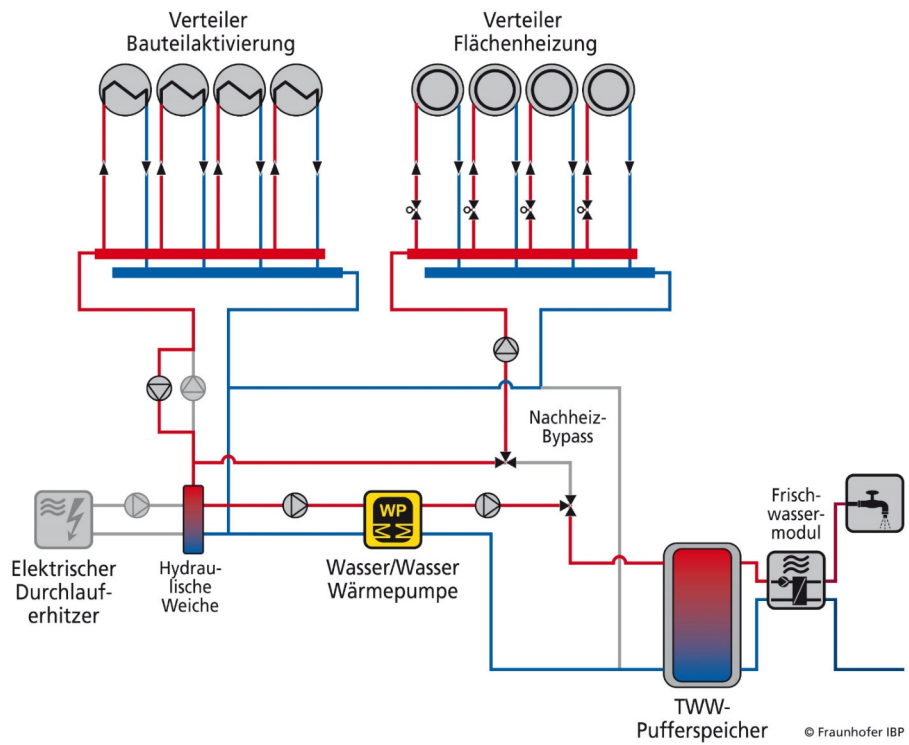 Verteiler
Bauteilaktivierung
Verteiler
Flächenheizung
Nachheiz-
Bypass
WP
Frisch-
wasser-
modul
Elektrischer
Durchlauf-
erhitzer
Hydrau-
lische
Weiche
Wasser/Wasser
Wärmepumpe
TWW-
Pufferspeicher
© Fraunhofer IBP